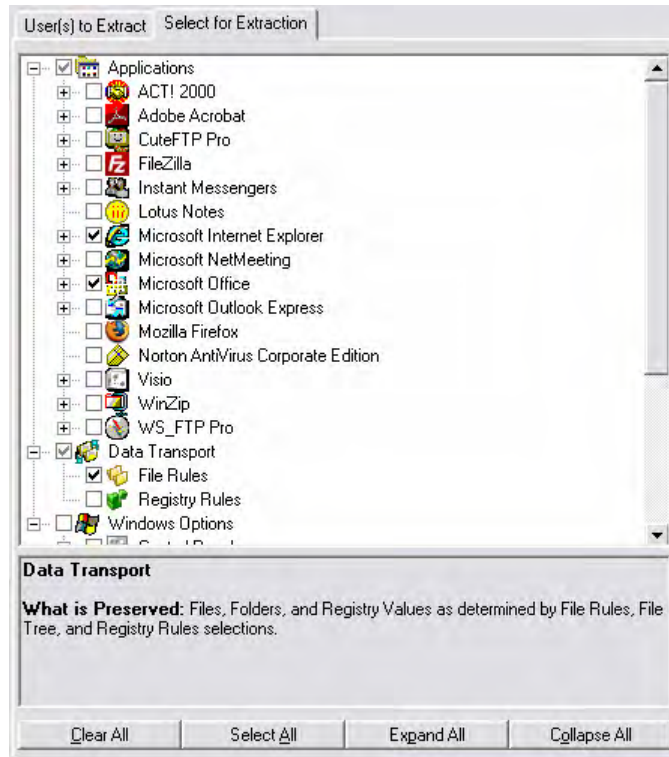 User(s) to Extract
Select for Extraction
Applications
ACT! 2000
Adobe Acrobat
CuteFTP Pro
FileZilla
Instant Messengers
Lotus Notes
Microsoft Internet Explorer
Microsoft NetMeeting
Microsoft Office
Microsoft Outlook Express
Mozilla Firefox
Norton AntiVirus Corporate Edition
Visio
WinZip
WS_FTP Pro
Data Transport
File Rules
Registry Rules
Windows Options
Data Transport
What is Preserved: Files, Folders, and Registry Values as determined by File Rules, File
Tree, and Registry Rules selections.
Clear All
Select All
Expand All
Collapse All